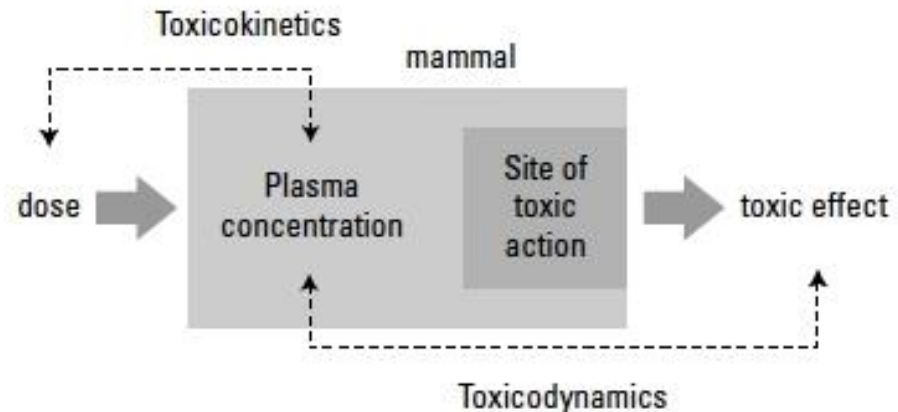 Toxicokinetics
mammal
dose
Plasma
concentration
Site of
toxic
action
toxic effect
Toxicodynamics